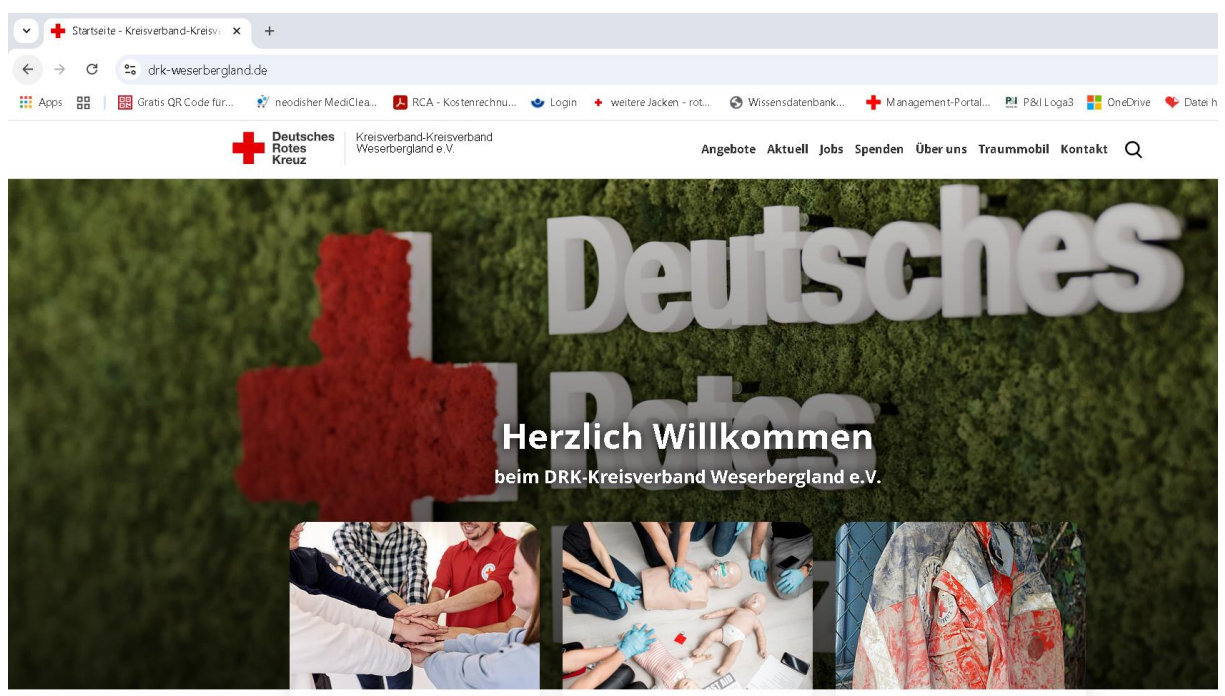 Startseite - Kreisverband-Kreisv
drk-weserbergland.de
Apps
Gratis QR Code für...
neodisher MediClea...
RCA - Kostenrechnu...
Login
weitere Jacken - rot...
Wissensdatenbank...
Management-Portal...
P&I Loga3
OneDrive
Datei h
Deutsches
Rotes
Kreuz
Kreisverband-Kreisverband
Weserbergland e.V.
Angebote Aktuell Jobs Spenden Über uns Traummobil Kontakt
Deutsches
Rotes
Herzlich Willkommen
beim DRK-Kreisverband Weserbergland e.V.